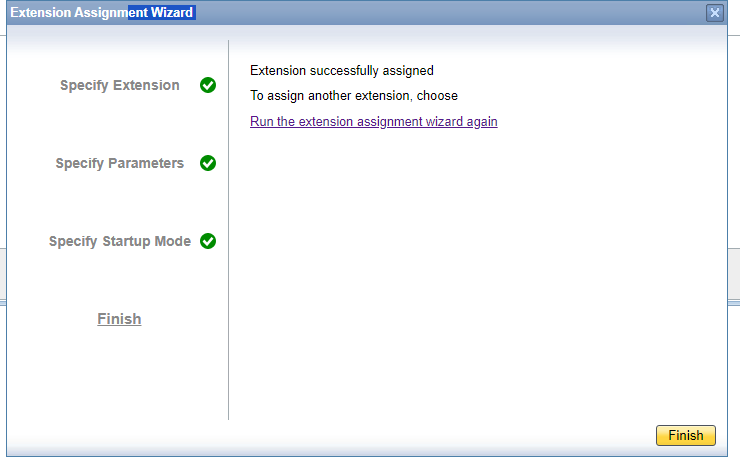 Extension Assignment Wizard
Specify Extension
Extension successfully assigned
To assign another extension, choose
Run the extension assignment wizard again
Specify Parameters
Specify Startup Mode
Finish
Finish